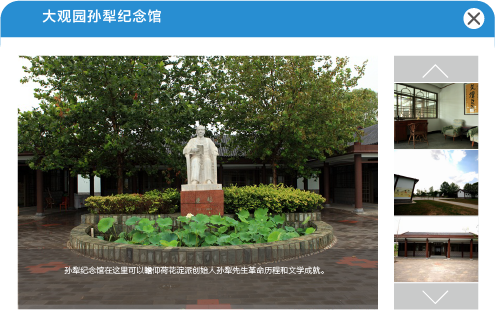 大观园孙犁纪念馆
孙犁纪念馆在这里可以瞻仰荷花淀派创始人孙犁先生革命历程和文学成就。